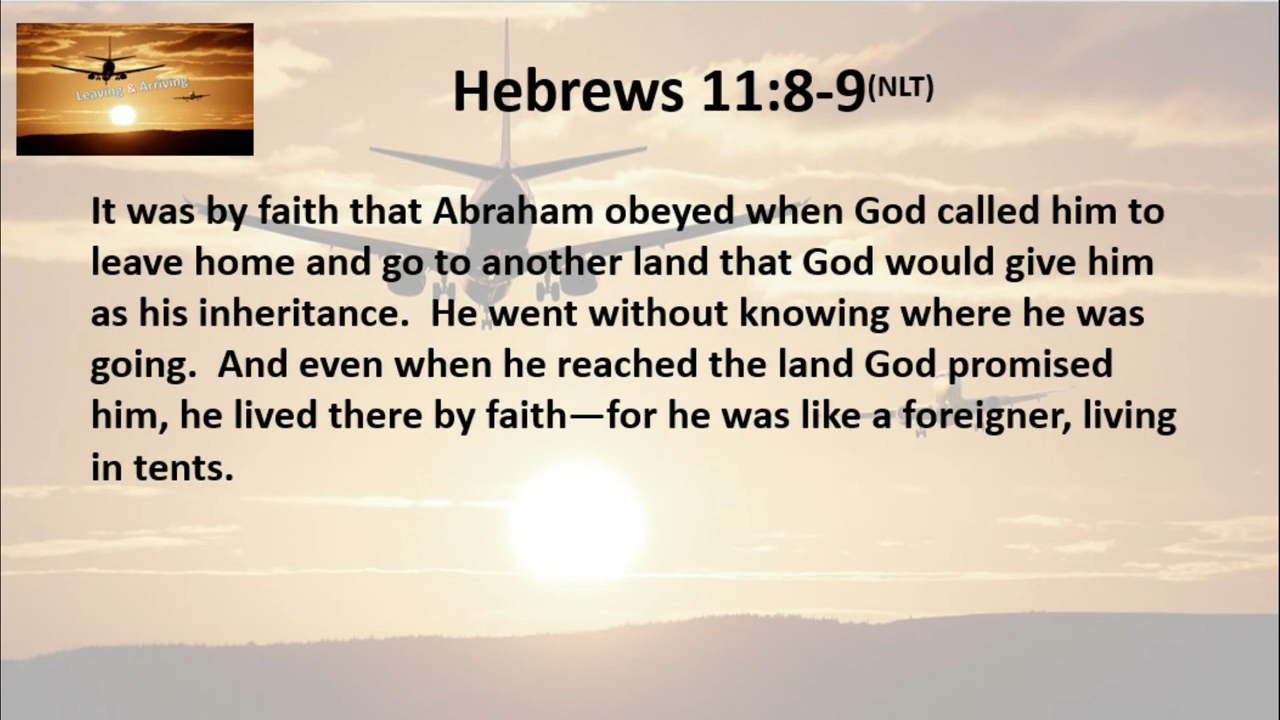 Leaving & Arriving
Hebrews 11:8-9(NLT)
It was by faith that Abraham obeyed when God called him to
leave home and go to another land that God would give him
as his inheritance.  He went without knowing where he was
going.  And even when he reached the land God promised
him, he lived there by faith—for he was like a foreigner, living
in tents.